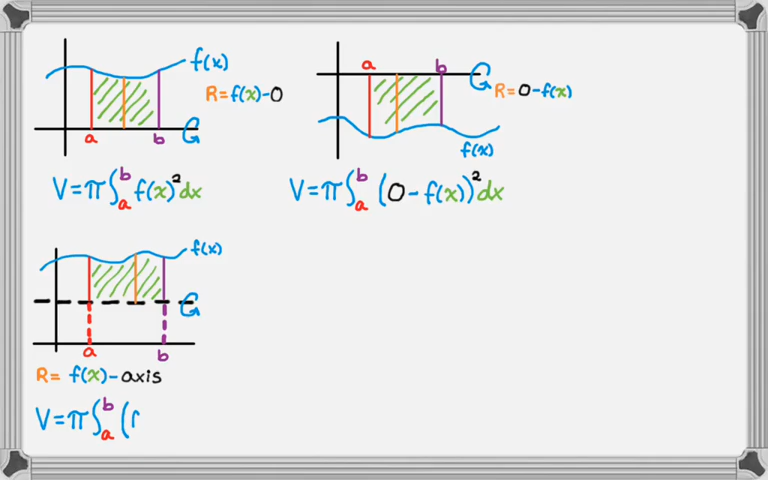 f(x)
R=f(x)-0
a b
V=π∫ₐᵇ f(x)²dx
a b
R=0-f(x)
f(x)
V=π∫ₐᵇ (0-f(x))²dx
f(x)
a b
R= f(x)-axis
V=π∫ₐᵇ (